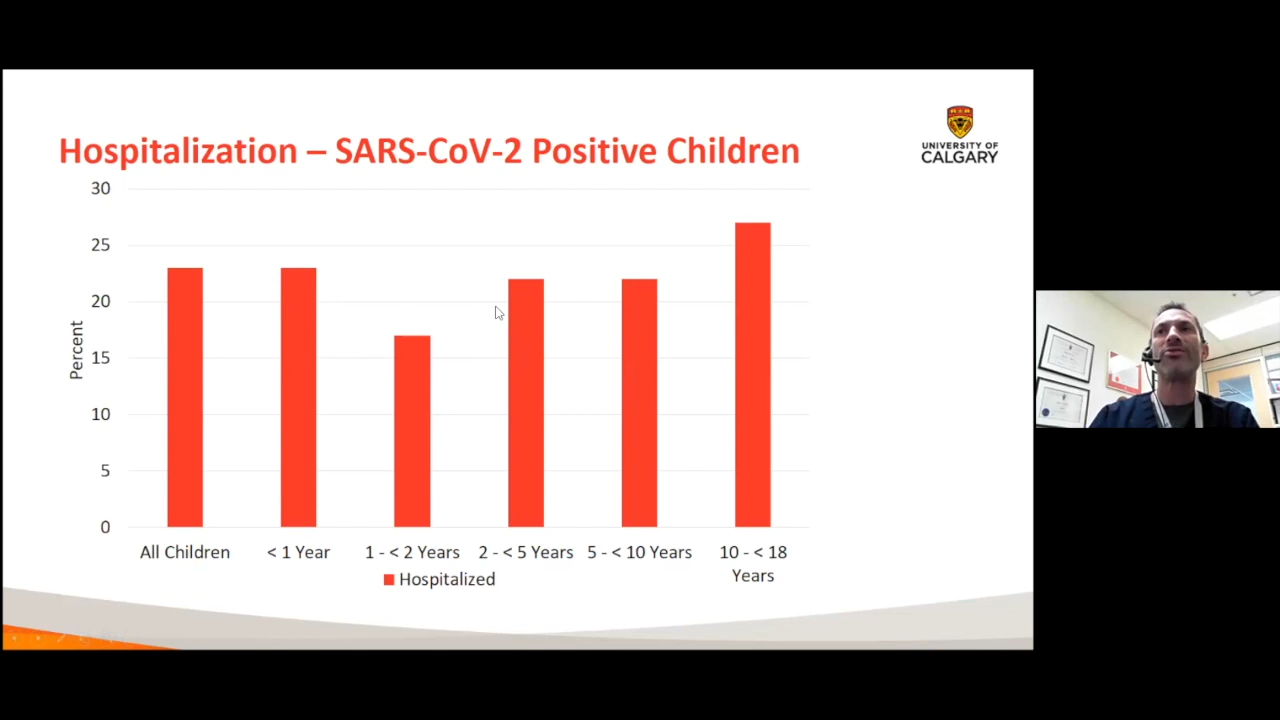 Hospitalization – SARS-CoV-2 Positive Children
UNIVERSITY OF
CALGARY
30
25
20
15
10
5
0
Percent
All Children
< 1 Year
1 - < 2 Years
2 - < 5 Years
5 - < 10 Years
10 - < 18
Years
Hospitalized